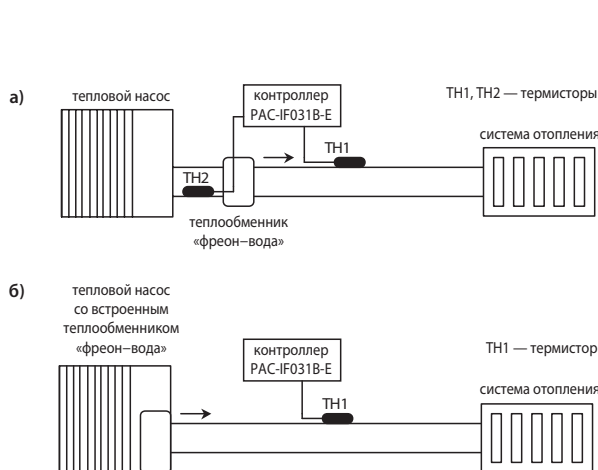 а)
тепловой насос
контроллер
PAC-IF031B-E
TH1, TH2 — термисторы
TH1
система отопления
TH2
теплообменник
«фреон–вода»
б)
тепловой насос
со встроенным
теплообменником
«фреон–вода»
контроллер
PAC-IF031B-E
TH1 — термистор
система отопления
TH1